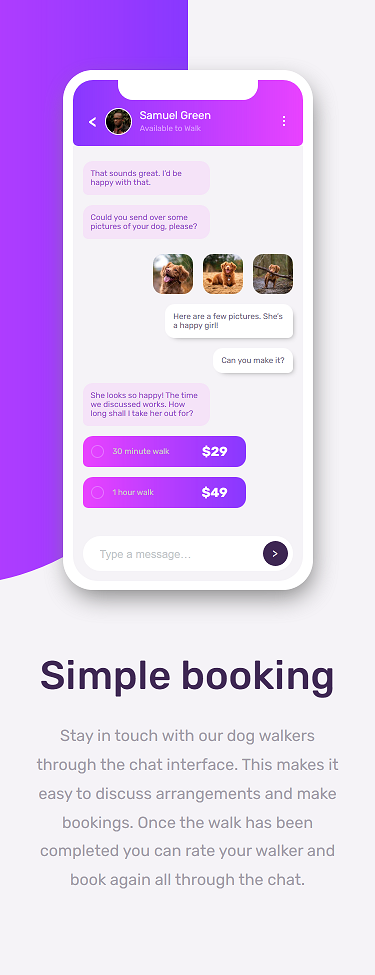 <
Samuel Green
Available to Walk
That sounds great. I'd be
happy with that.
Could you send over some
pictures of your dog, please?
Here are a few pictures. She's
a happy girl!
Can you make it?
She looks so happy! The time
we discussed works. How
long shall I take her out for?
30 minute walk $29
1 hour walk $49
Type a message…
>
Simple booking
Stay in touch with our dog walkers
through the chat interface. This makes it
easy to discuss arrangements and make
bookings. Once the walk has been
completed you can rate your walker and
book again all through the chat.